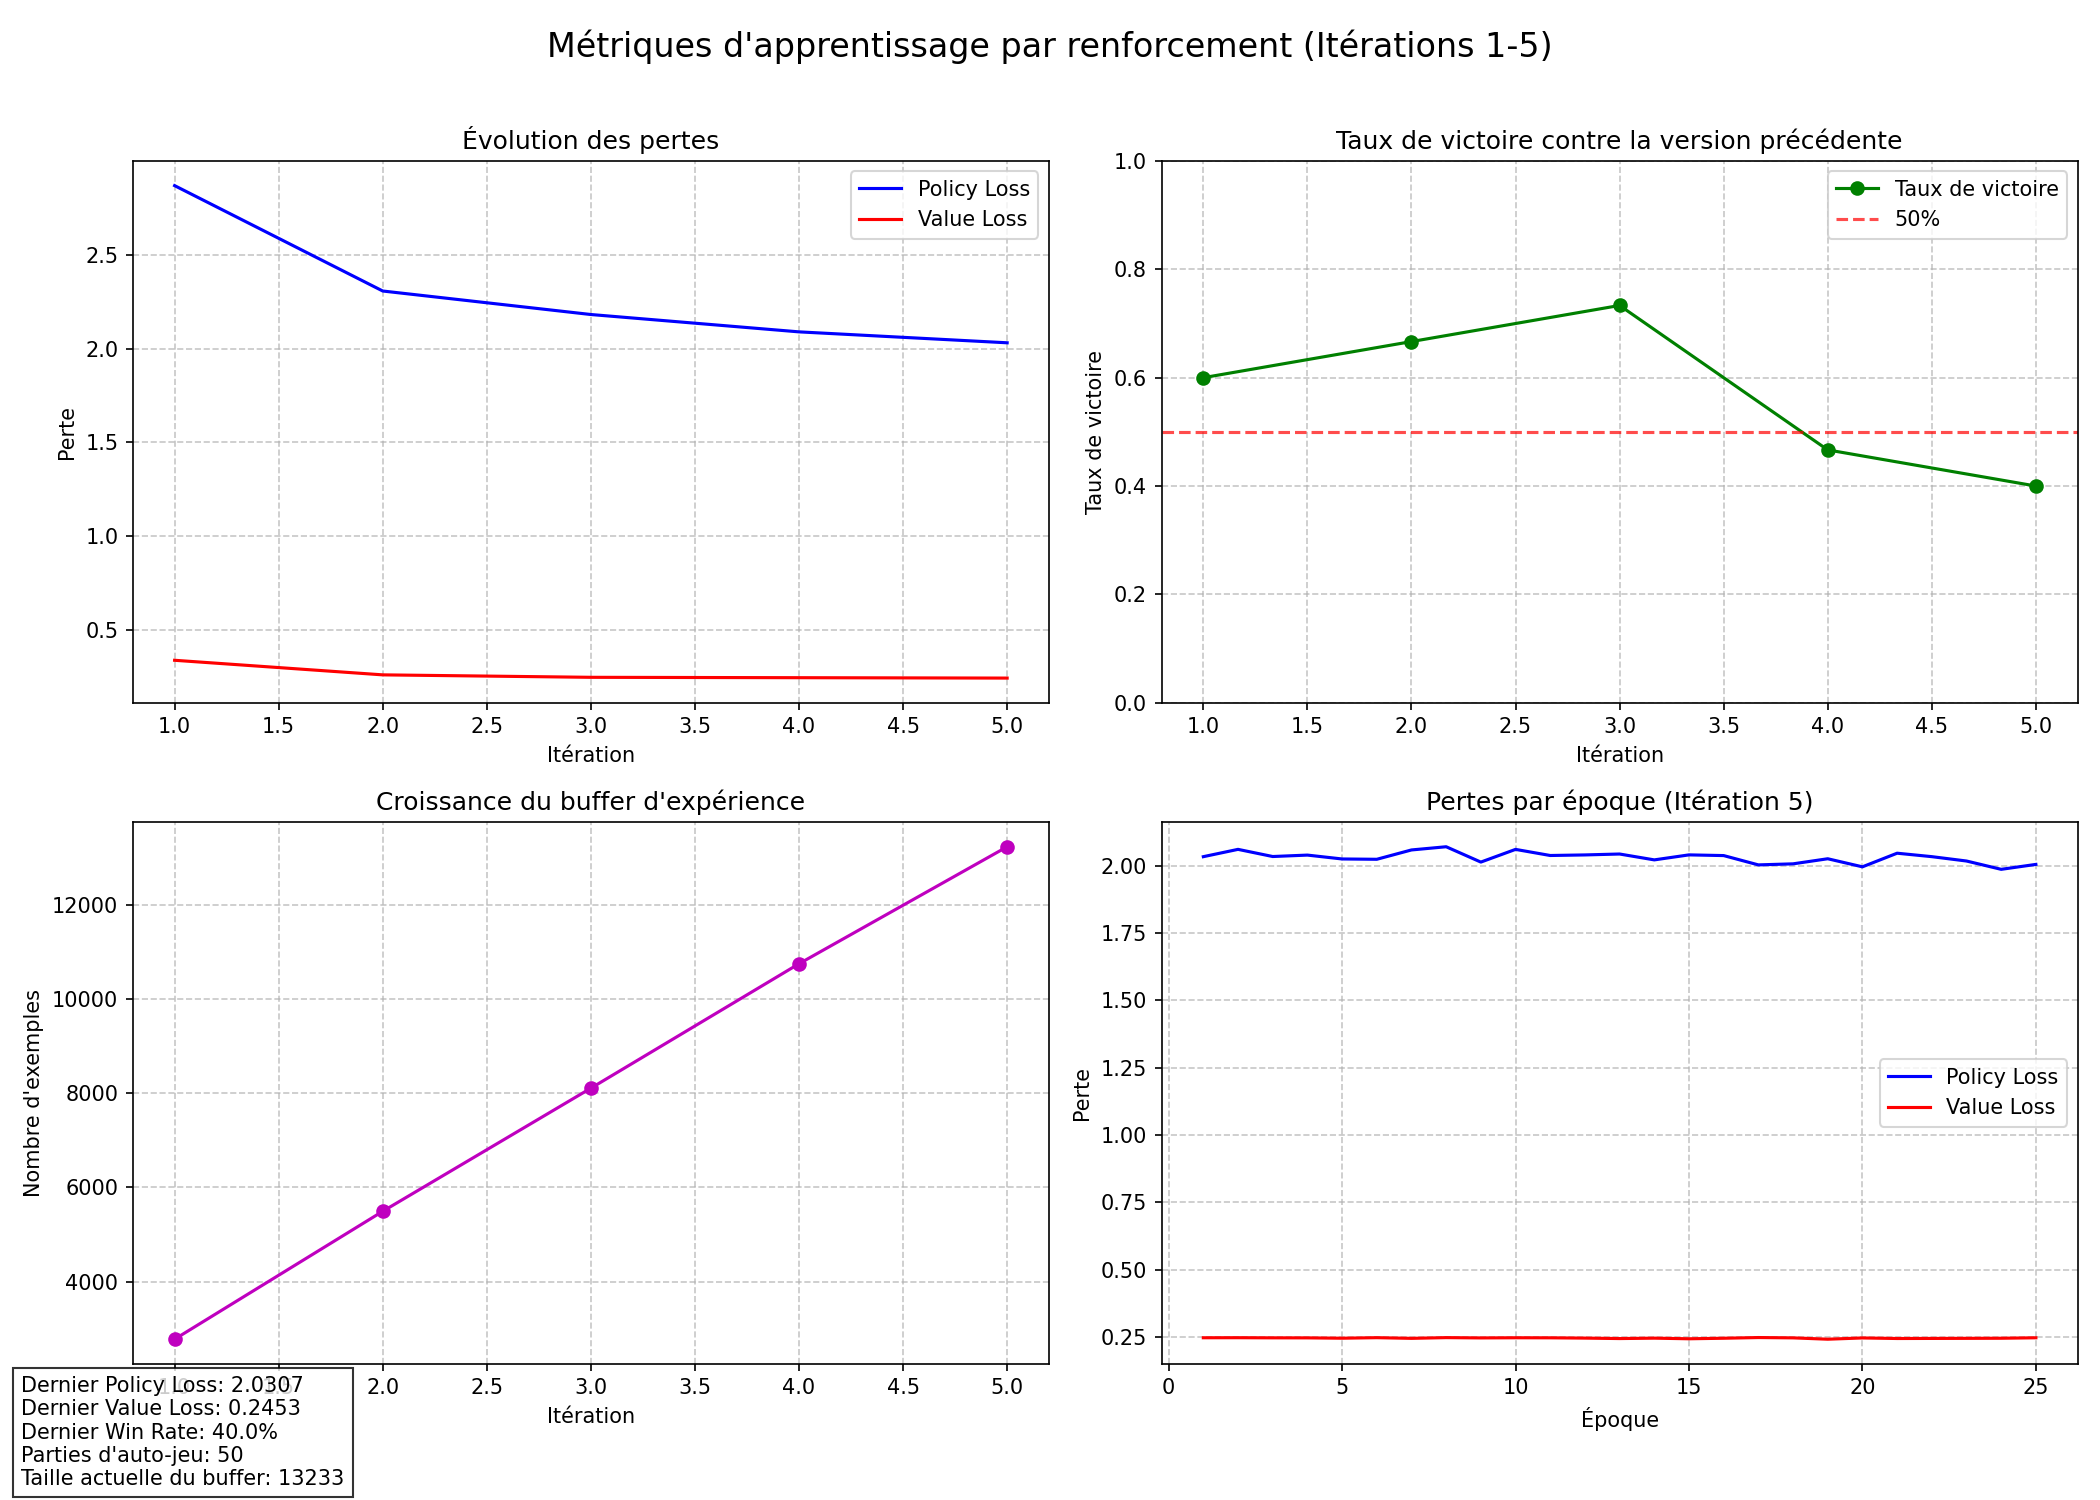 Métriques d'apprentissage par renforcement (Itérations 1-5)
Évolution des pertes
Policy Loss
Value Loss
2.5
2.0
1.5
1.0
0.5
Perte
1.0 1.5 2.0 2.5 3.0 3.5 4.0 4.5 5.0
Itération
Taux de victoire contre la version précédente
Taux de victoire
50%
1.0
0.8
0.6
0.4
0.2
0.0
Taux de victoire
1.0 1.5 2.0 2.5 3.0 3.5 4.0 4.5 5.0
Itération
Croissance du buffer d'expérience
12000
10000
8000
6000
4000
Nombre d'exemples
1.0 1.5 2.0 2.5 3.0 3.5 4.0 4.5 5.0
Itération
Pertes par époque (Itération 5)
2.00
1.75
1.50
1.25
1.00
0.75
0.50
0.25
Perte
Policy Loss
Value Loss
0 5 10 15 20 25
Époque
Dernier Policy Loss: 2.0307
Dernier Value Loss: 0.2453
Dernier Win Rate: 40.0%
Parties d'auto-jeu: 50
Taille actuelle du buffer: 13233